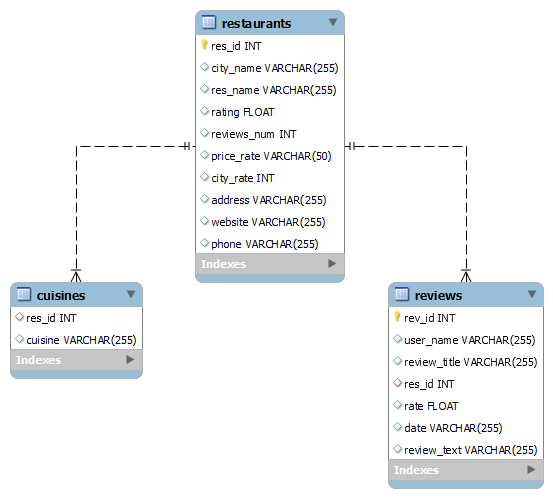 restaurants
res_id INT
city_name VARCHAR(255)
res_name VARCHAR(255)
rating FLOAT
reviews_num INT
price_rate VARCHAR(50)
city_rate INT
address VARCHAR(255)
website VARCHAR(255)
phone VARCHAR(255)
Indexes
cuisines
res_id INT
cuisine VARCHAR(255)
Indexes
reviews
rev_id INT
user_name VARCHAR(255)
review_title VARCHAR(255)
res_id INT
rate FLOAT
date VARCHAR(255)
review_text VARCHAR(255)
Indexes